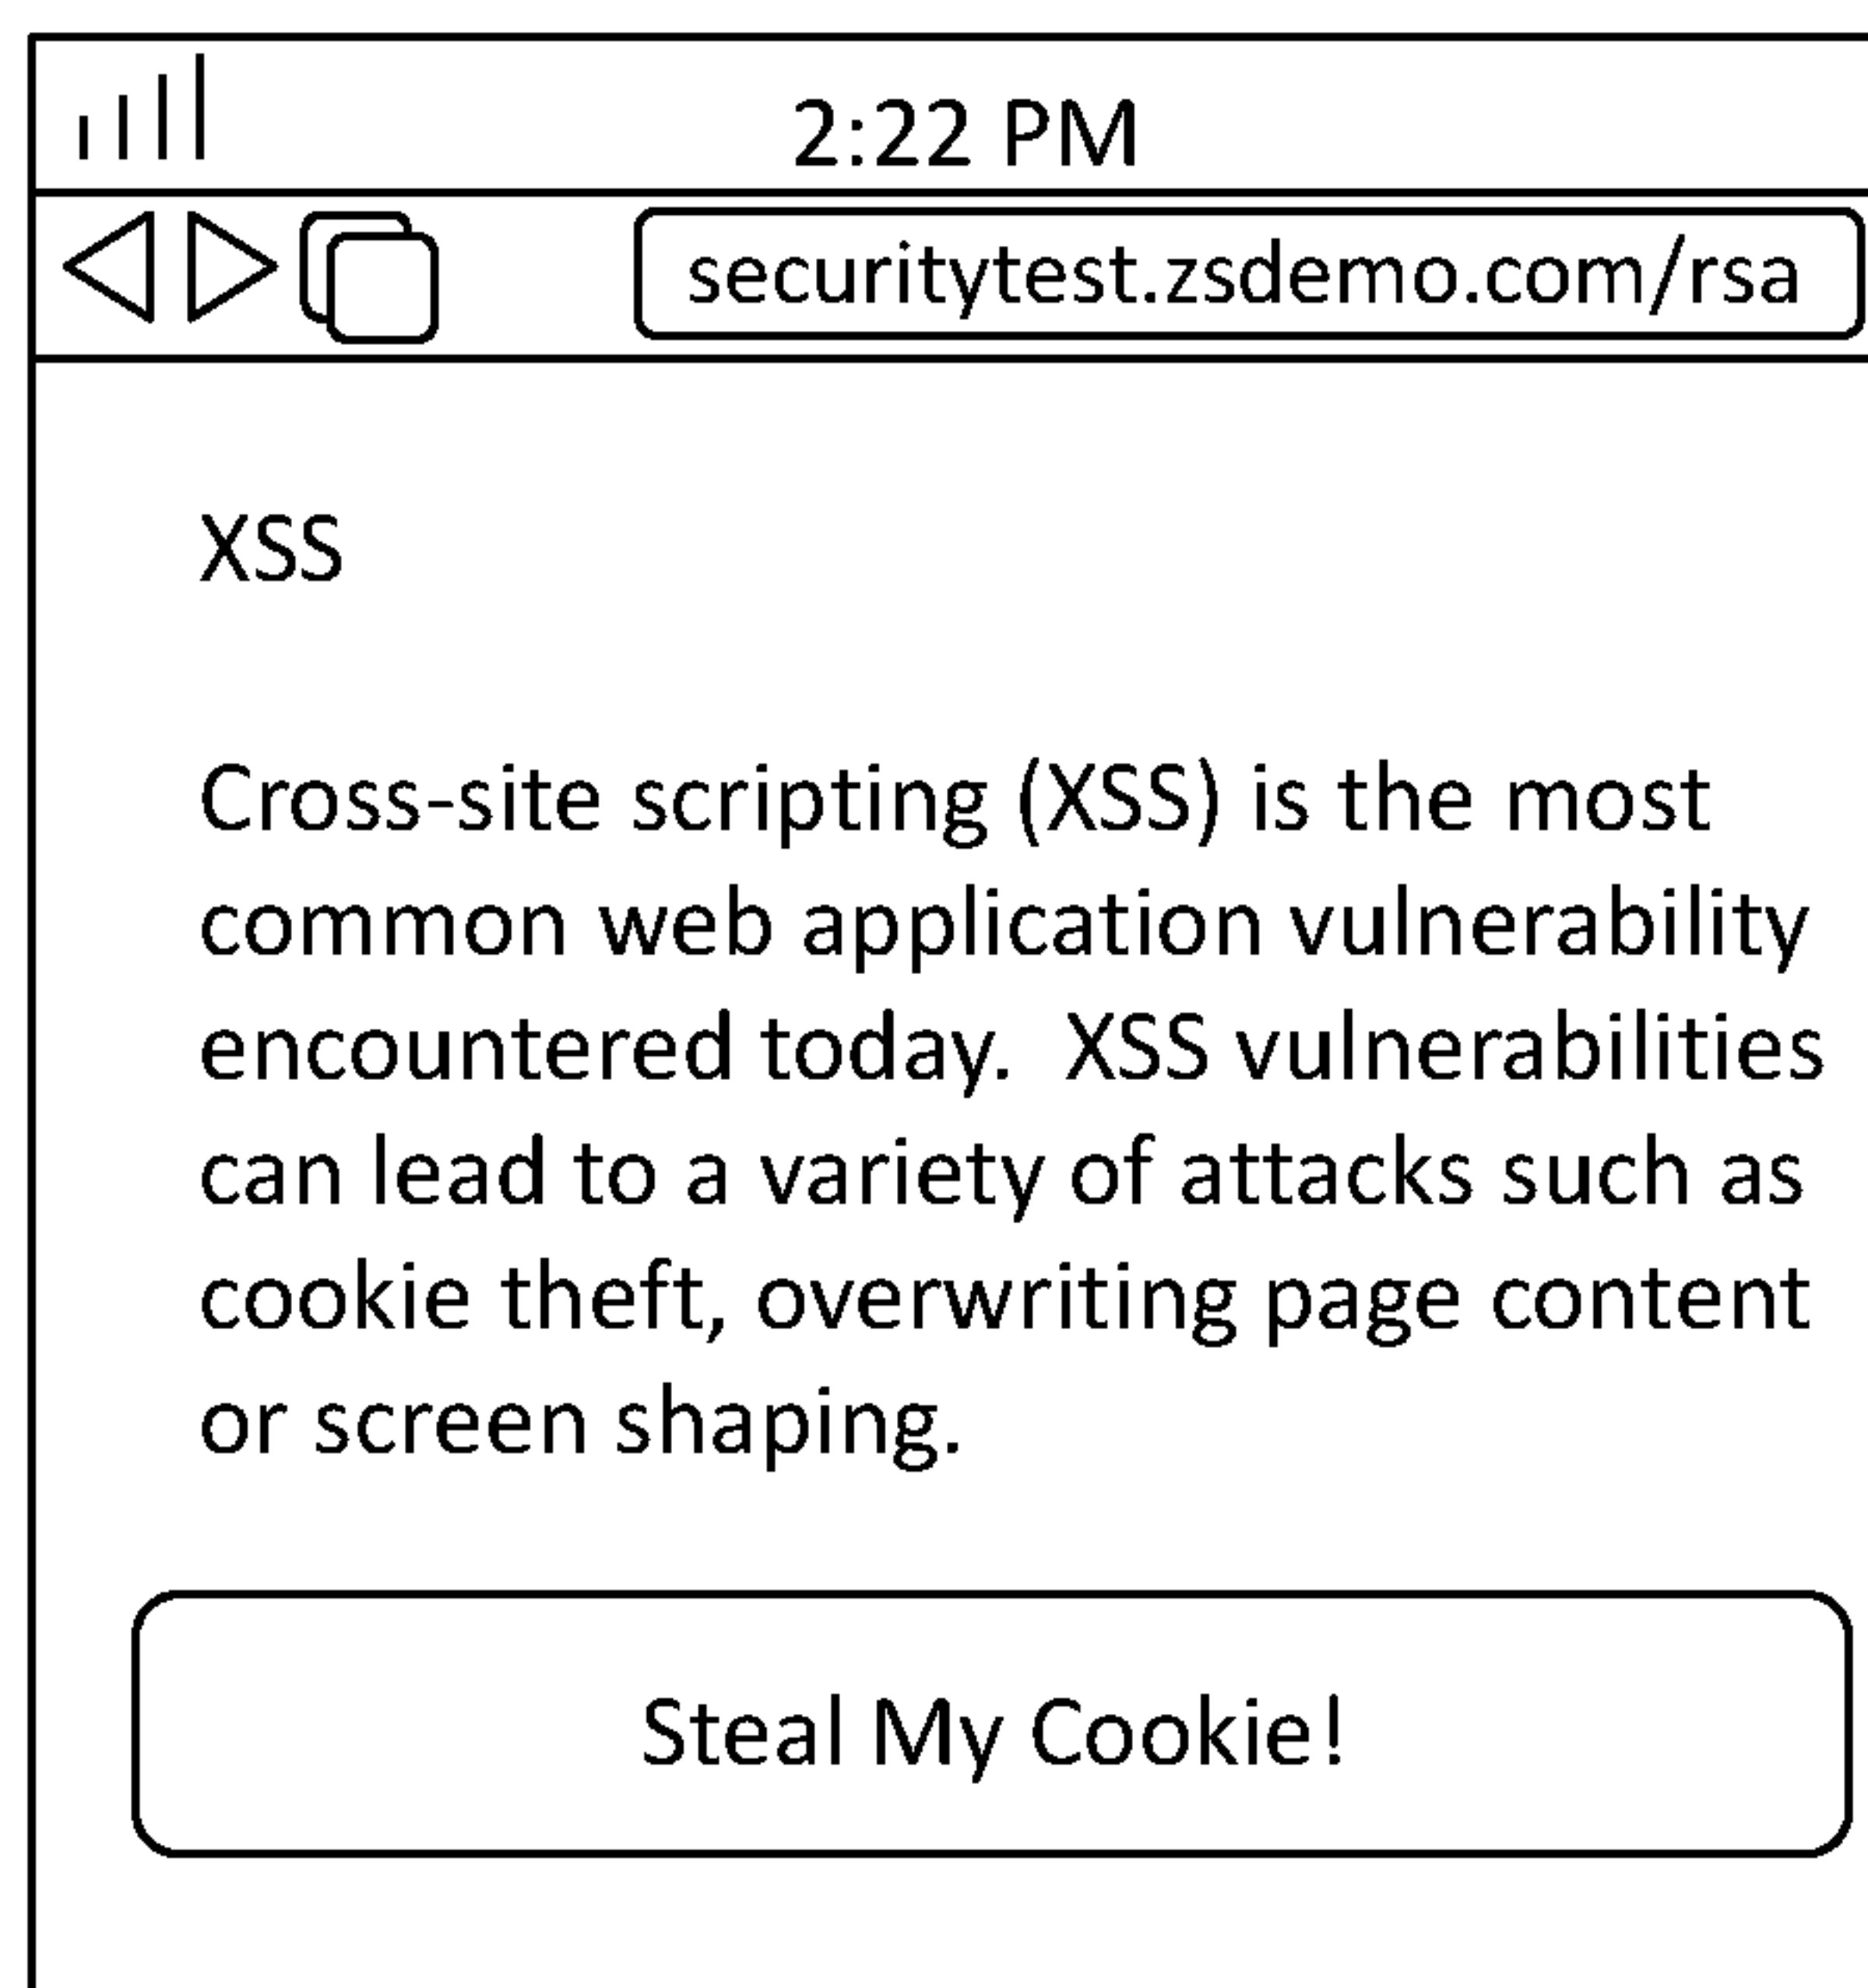 2:22 PM
securitytest.zsdemo.com/rsa
XSS
Cross-site scripting (XSS) is the most
common web application vulnerability
encountered today.  XSS vulnerabilities
can lead to a variety of attacks such as
cookie theft, overwriting page content
or screen shaping.
Steal My Cookie!